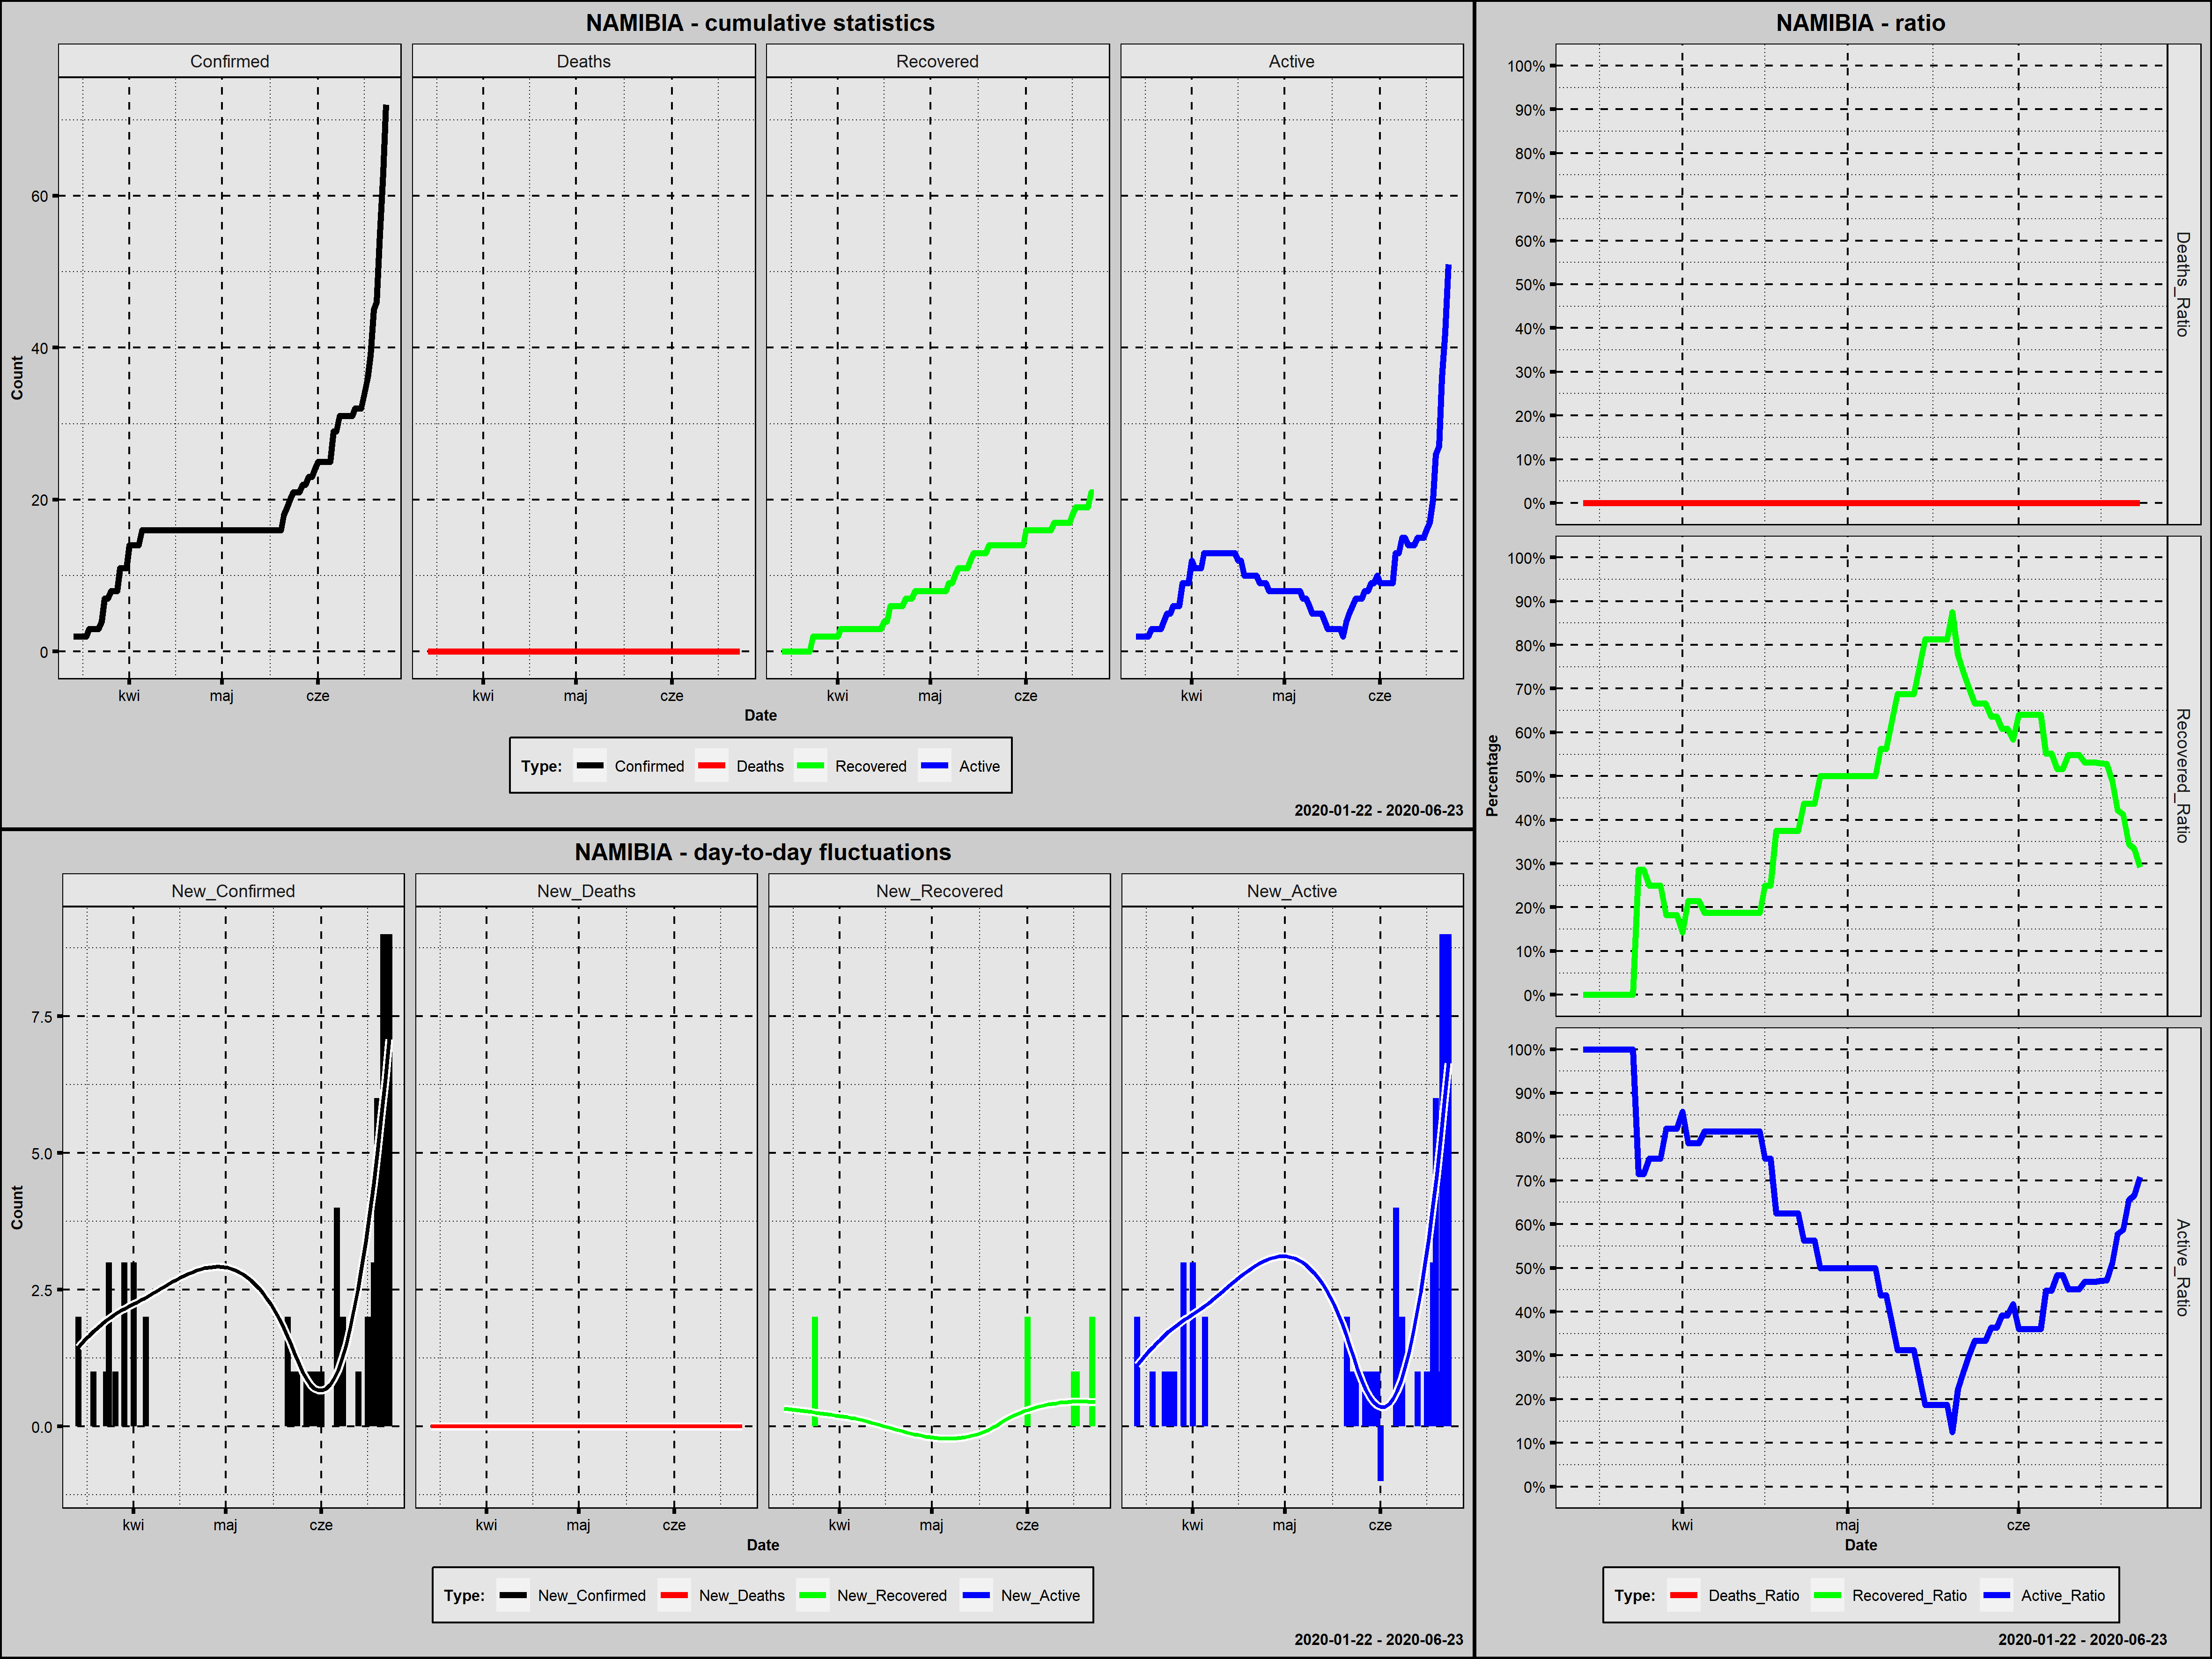 NAMIBIA - cumulative statistics
Confirmed Deaths Recovered Active
Count
60
40
20
0
kwi maj cze kwi maj cze kwi maj cze kwi maj cze
Date
Type: Confirmed Deaths Recovered Active
2020-01-22 - 2020-06-23
NAMIBIA - day-to-day fluctuations
New_Confirmed New_Deaths New_Recovered New_Active
Count
7.5
5.0
2.5
0.0
kwi maj cze kwi maj cze kwi maj cze kwi maj cze
Date
Type: New_Confirmed New_Deaths New_Recovered New_Active
2020-01-22 - 2020-06-23
NAMIBIA - ratio
Percentage
100%
90%
80%
70%
60%
50%
40%
30%
20%
10%
0%
Deaths_Ratio
100%
90%
80%
70%
60%
50%
40%
30%
20%
10%
0%
Recovered_Ratio
100%
90%
80%
70%
60%
50%
40%
30%
20%
10%
0%
Active_Ratio
kwi maj cze
Date
Type: Deaths_Ratio Recovered_Ratio Active_Ratio
2020-01-22 - 2020-06-23